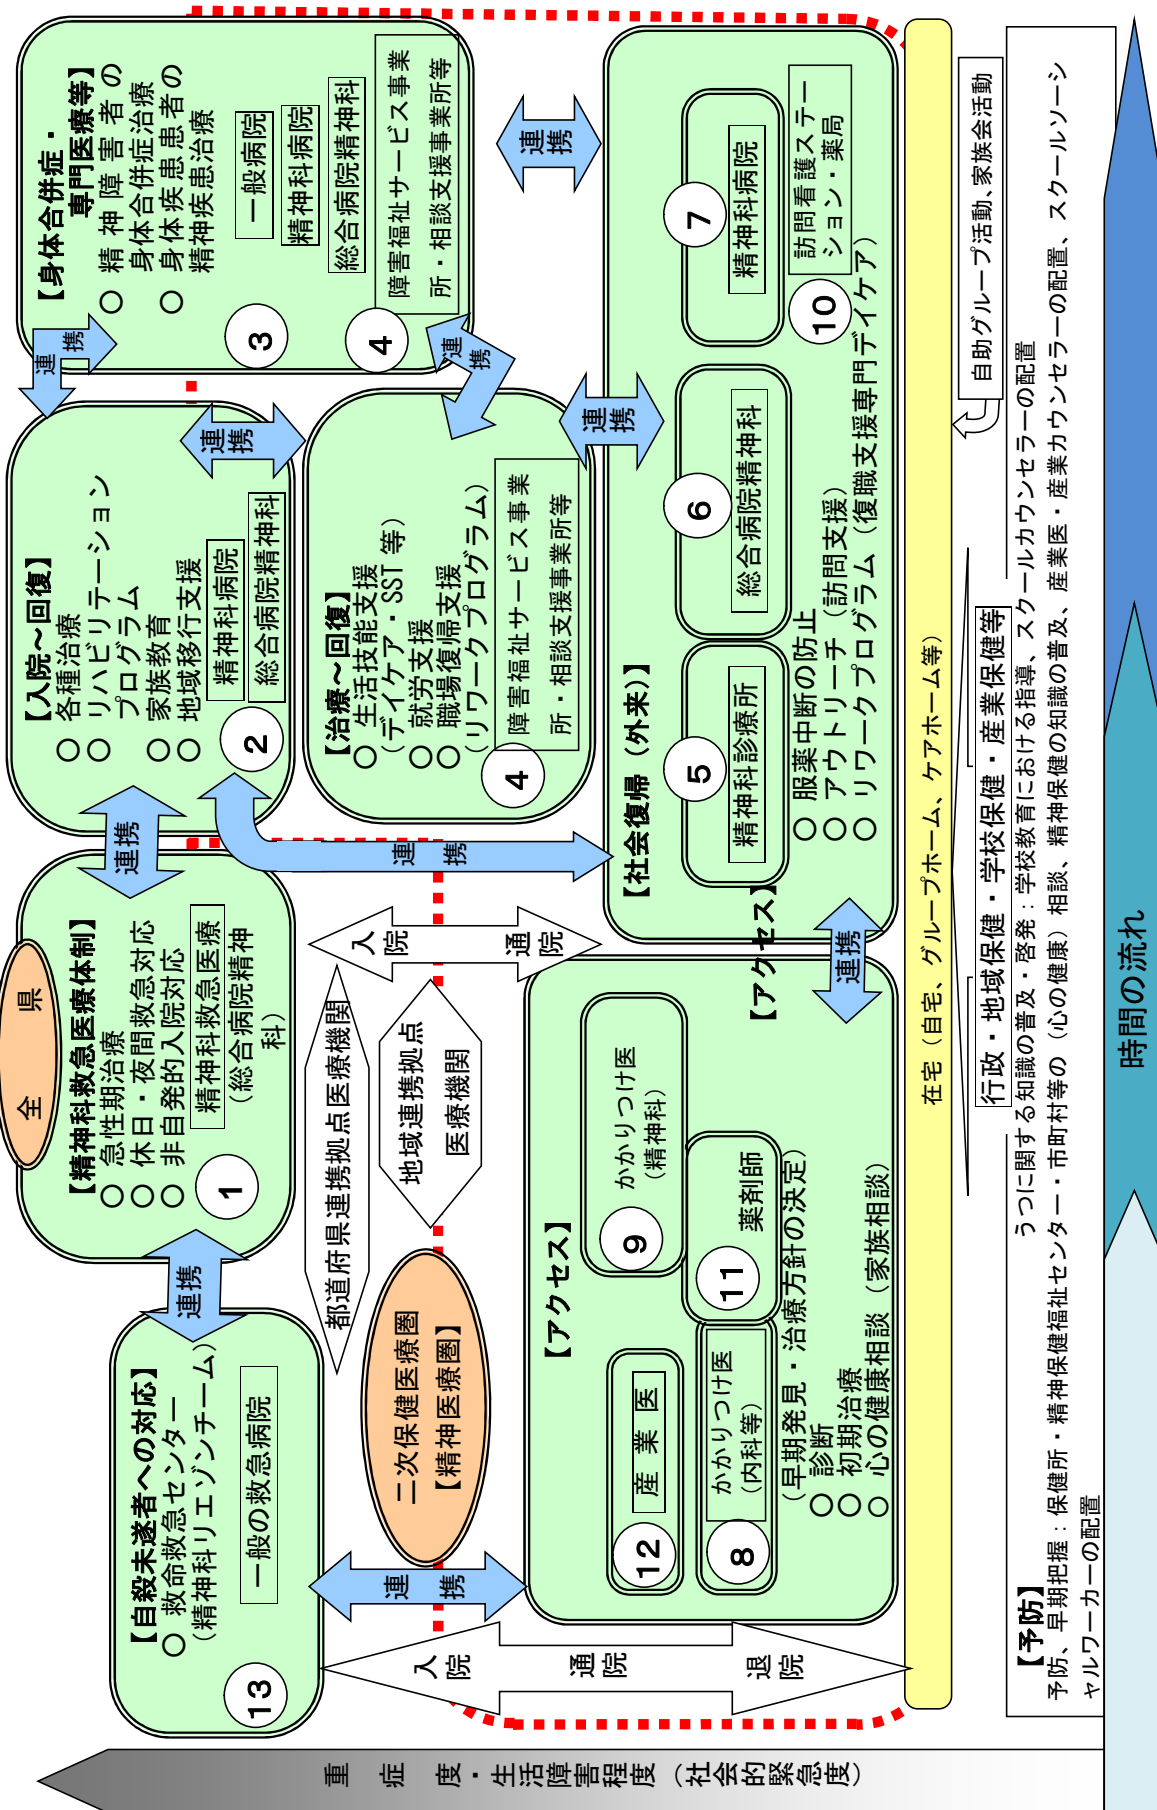 重症度・生活障害程度（社会的緊急度）
全県
【自殺未遂者への対応】
○ 救命救急センター
（精神科リエゾンチーム）
一般の救急病院
13
連携
【精神科救急医療体制】
○ 急性期治療
○ 休日・夜間救急対応
○ 非自発的入院対応
精神科救急医療
（総合病院精神
科）
1
連携
【入院～回復】
○ 各種治療
○ リハビリテーション
プログラム
○ 家族教育
○ 地域移行支援
精神科病院
総合病院精神科
2
連携
連携
【身体合併症・
専門医療等】
○ 精神障害者の
身体合併症治療
○ 身体疾患患者の
精神疾患治療
一般病院
精神科病院
総合病院精神科
3
障害福祉サービス事業
所・相談支援事業所等
4
【治療～回復】
○ 生活技能支援
（デイケア・SST等）
○ 就労支援
○ 職場復帰支援
（リワークプログラム）
障害福祉サービス事業
所・相談支援事業所等
4
連携
連携
連携
連携
都道府県連携拠点医療機関
地域連携拠点
医療機関
二次保健医療圏
【精神医療圏】
入院
通院
連携
入院
通院
退院
【アクセス】
産業医
12
かかりつけ医
（精神科）
9
かかりつけ医
（内科等）
8
薬剤師
11
（早期発見・治療方針の決定）
○ 診断
○ 初期治療
○ 心の健康相談（家族相談）
【アクセス】
連携
【社会復帰（外来）】
5
精神科診療所
6
総合病院精神科
7
精神科病院
○ 服薬中断の防止
○ アウトリーチ（訪問支援）
○ リワークプログラム（復職支援専門デイケア）
10
訪問看護ステー
ション・薬局
在宅（自宅、グループホーム、ケアホーム等）
自助グループ活動、家族会活動
行政・地域保健・学校保健・産業保健等
【予防】
うつに関する知識の普及・啓発：学校教育における指導、スクールカウンセラーの配置
予防、早期把握：保健所・精神保健福祉センター・市町村等の（心の健康）相談、精神保健の知識の普及、産業医・産業カウンセラーの配置、スクールソーシ
ャルワーカーの配置
時間の流れ